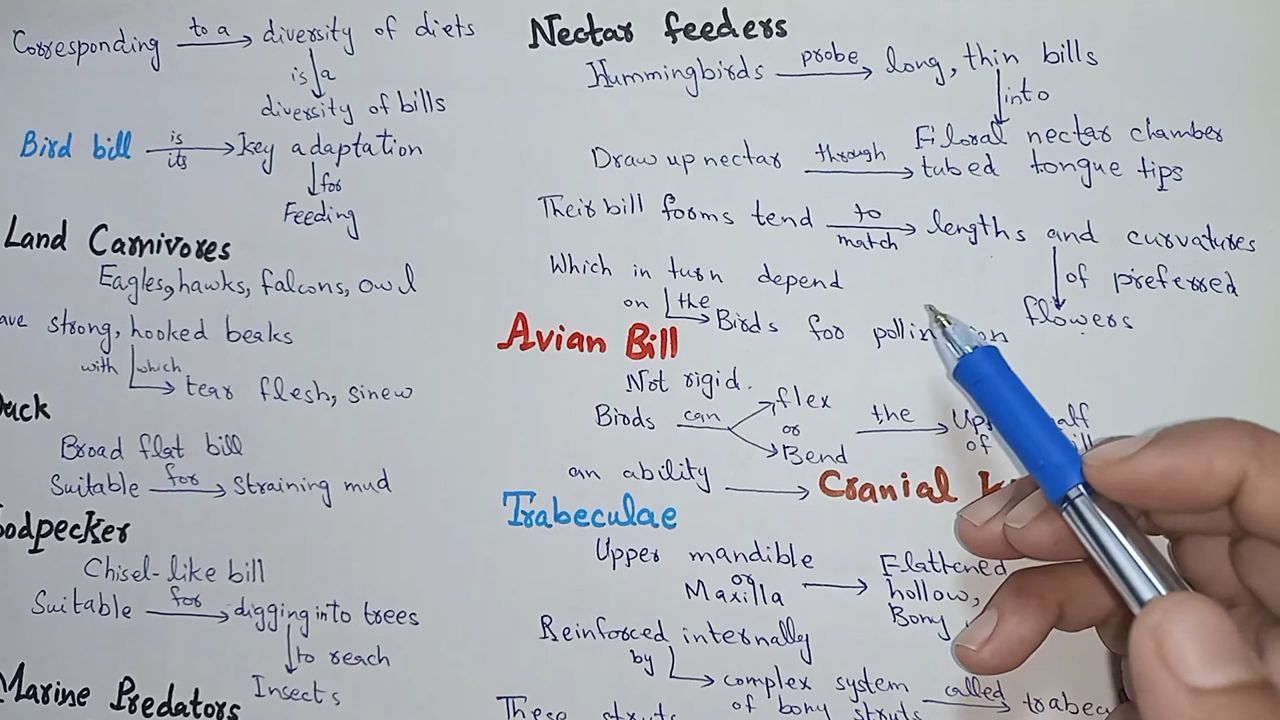 Corresponding to a diversity of diets
is a
diversity of bills
Bird bill is its Key adaptation
for
Feeding
Land Carnivores
Eagles, hawks, falcons, owl
strong, hooked beaks
with which
tear flesh, sinew
Broad flat bill
Suitable for straining mud
Chisel-like bill
Suitable for digging into trees
to reach
Insects
Marine Predators
Nectar feeders
Hummingbirds probe long, thin bills
into
Floral nectar chamber
Draw up nectar through tubed tongue tips
Their bill forms tend to match lengths and curvatures
of preferred
flowers
Which in turn depend
on the
Birds for
Avian Bill
Not rigid.
Birds can flex
or
Bend
the
of
an ability Cranial
Trabeculae
Upper mandible
or
Maxilla
Flattened
hollow,
Bony
Reinforced internally
by
complex system
of bony struts
called
These struts